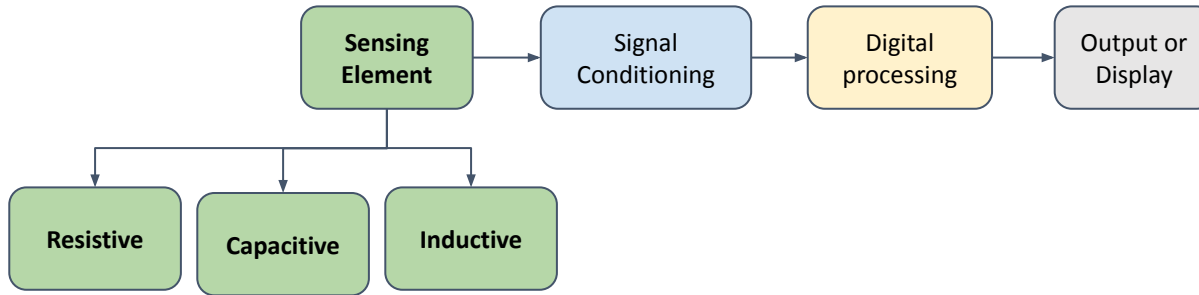 Sensing
Element
Signal
Conditioning
Digital
processing
Output or
Display
Resistive
Capacitive
Inductive